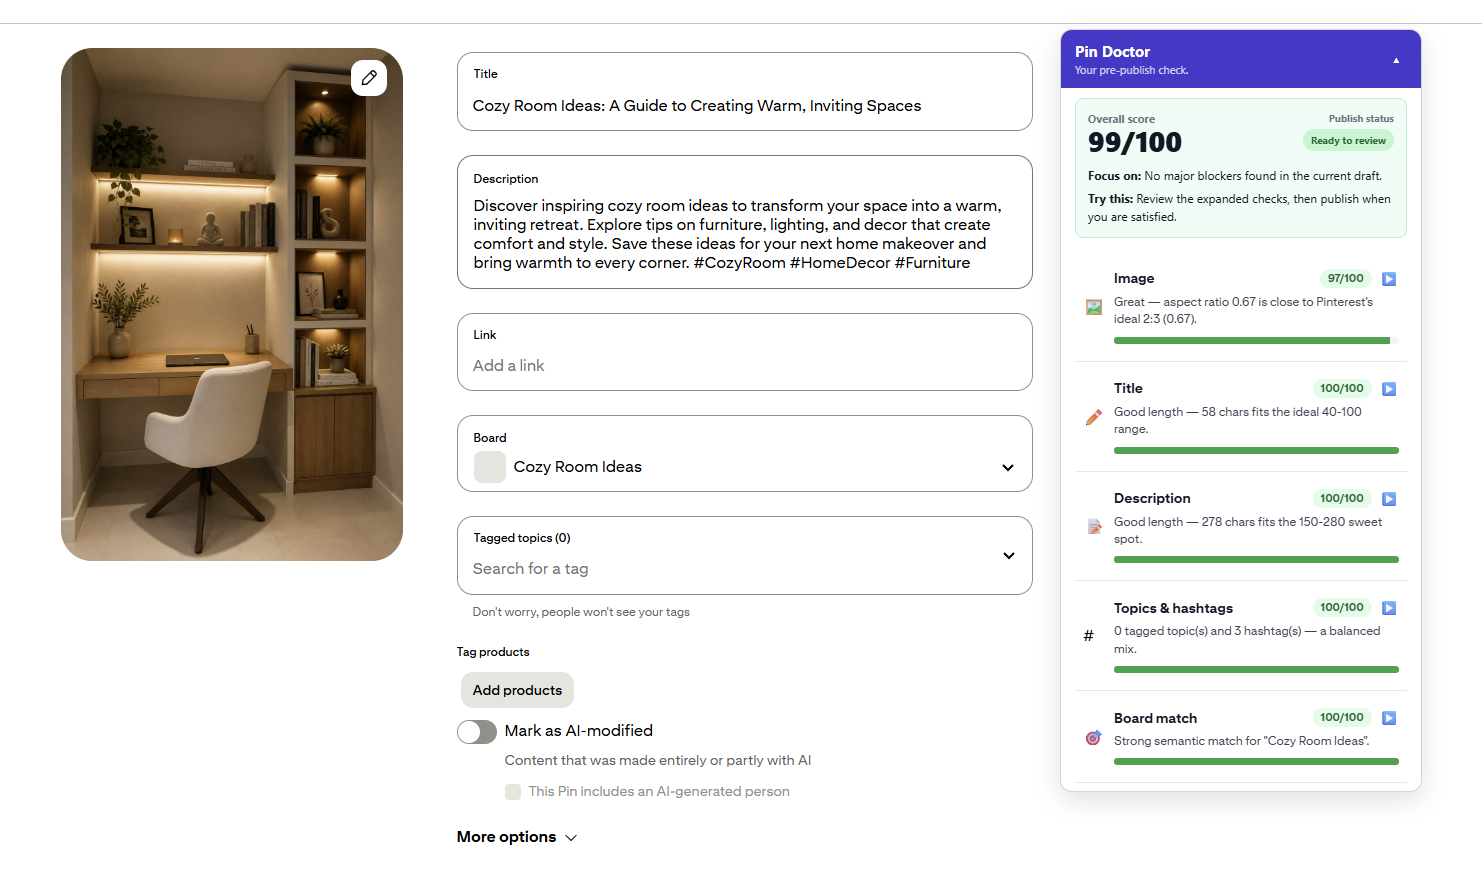 Title
Cozy Room Ideas: A Guide to Creating Warm, Inviting Spaces
Description
Discover inspiring cozy room ideas to transform your space into a warm,
inviting retreat. Explore tips on furniture, lighting, and decor that create
comfort and style. Save these ideas for your next home makeover and
bring warmth to every corner. #CozyRoom #HomeDecor #Furniture
Link
Add a link
Board
Cozy Room Ideas
Tagged topics (0)
Search for a tag
Don't worry, people won't see your tags
Tag products
Add products
Mark as AI-modified
Content that was made entirely or partly with AI
This Pin includes an AI-generated person
More options
Pin Doctor
Your pre-publish check.
Overall score
99/100
Publish status
Ready to review
Focus on: No major blockers found in the current draft.
Try this: Review the expanded checks, then publish when
you are satisfied.
Image
97/100
Great — aspect ratio 0.67 is close to Pinterest's
ideal 2:3 (0.67).
Title
100/100
Good length — 58 chars fits the ideal 40-100
range.
Description
100/100
Good length — 278 chars fits the 150-280 sweet
spot.
#
Topics & hashtags
100/100
0 tagged topic(s) and 3 hashtag(s) — a balanced
mix.
Board match
100/100
Strong semantic match for "Cozy Room Ideas".